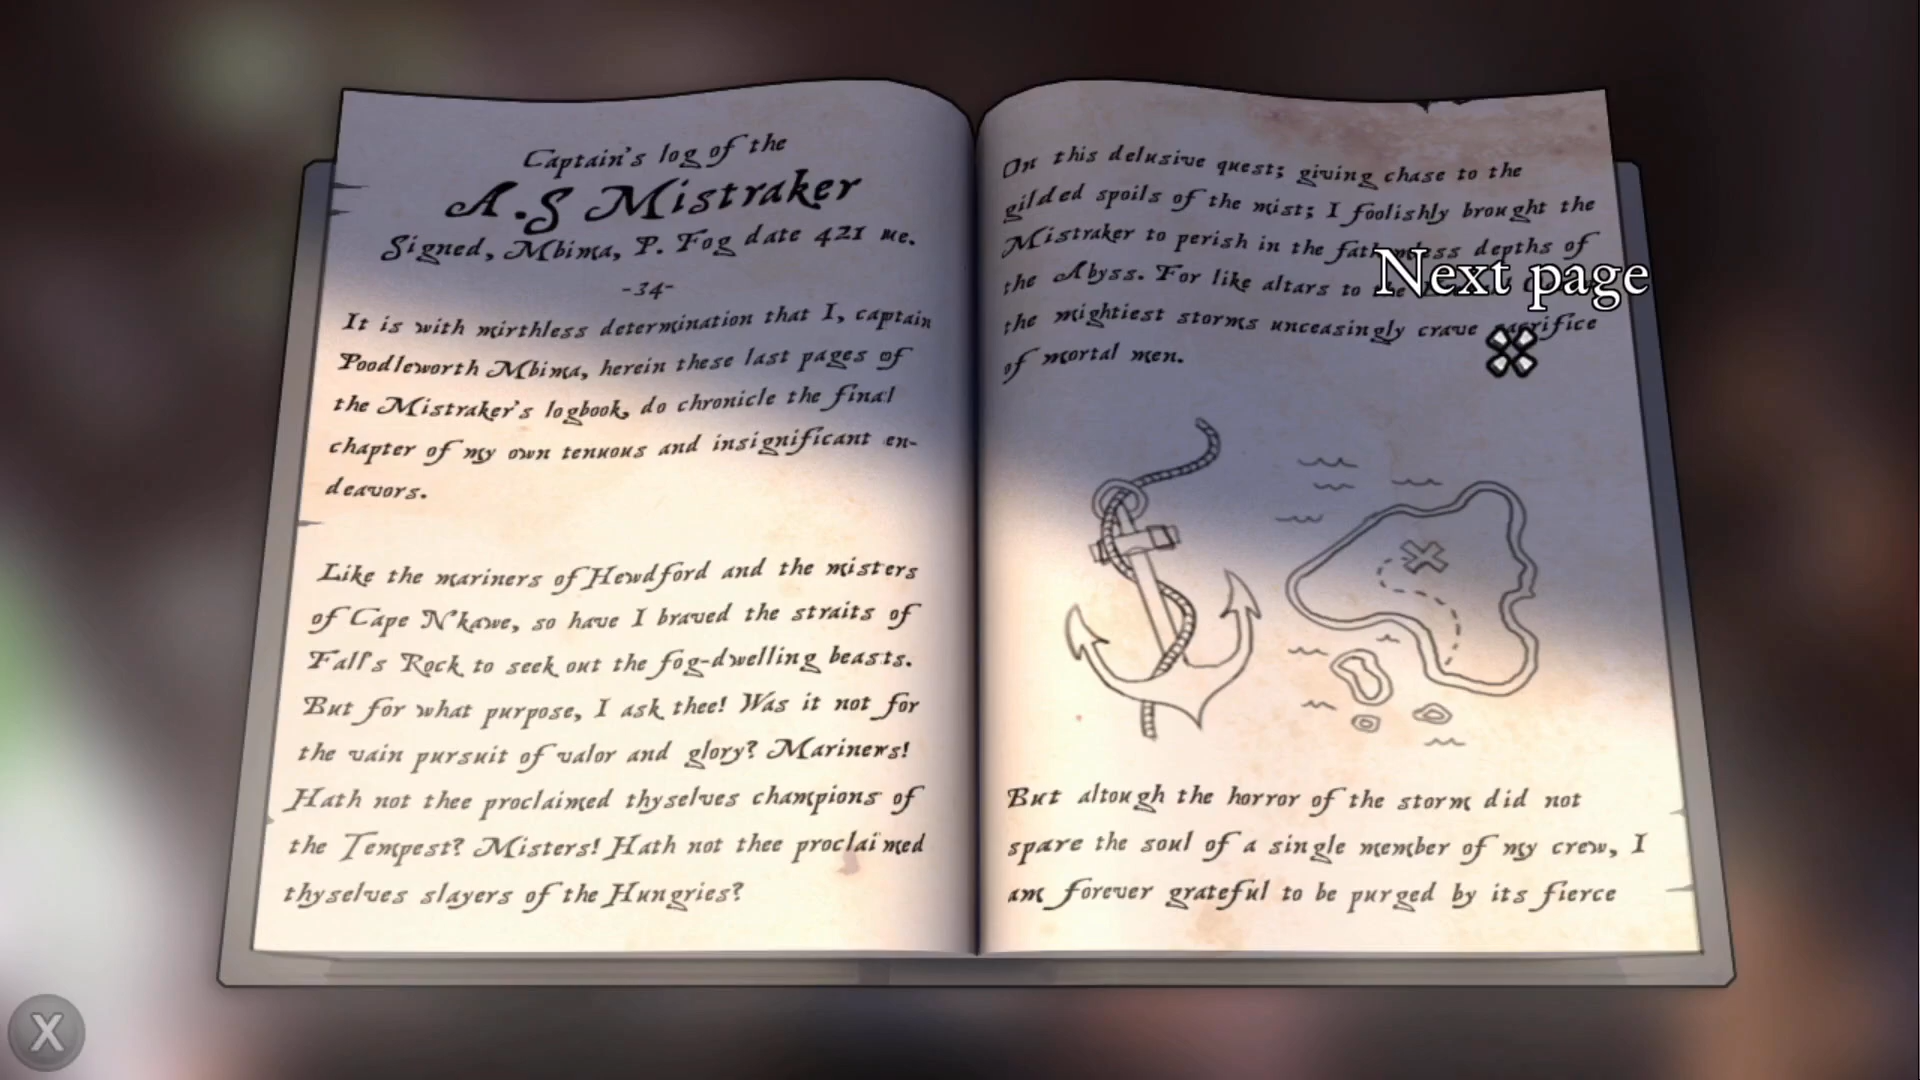 Captain's log of the
A.S Mistraker
Signed, Mbima, P. Fog date 421 ue.
-34-
It is with mirthless determination that I, captain
Poodleworth Mbima, herein these last pages of
the Mistraker's logbook, do chronicle the final
chapter of my own tenuous and insignificant en-
deavors.
Like the mariners of Hewdford and the misters
of Cape N'kawe, so have I braved the straits of
Fall's Rock to seek out the fog-dwelling beasts.
But for what purpose, I ask thee! Was it not for
the vain pursuit of valor and glory? Mariners!
Hath not thee proclaimed thyselves champions of
the Tempest? Misters! Hath not thee proclaimed
thyselves slayers of the Hungries?
On this delusive quest; giving chase to the
gilded spoils of the mist; I foolishly brought the
Mistraker to perish in the fathomless depths of
the Abyss. For like altars to the
the mightiest storms unceasingly crave sacrifice
of mortal men.
Next page
But altough the horror of the storm did not
spare the soul of a single member of my crew, I
am forever grateful to be purged by its fierce
X